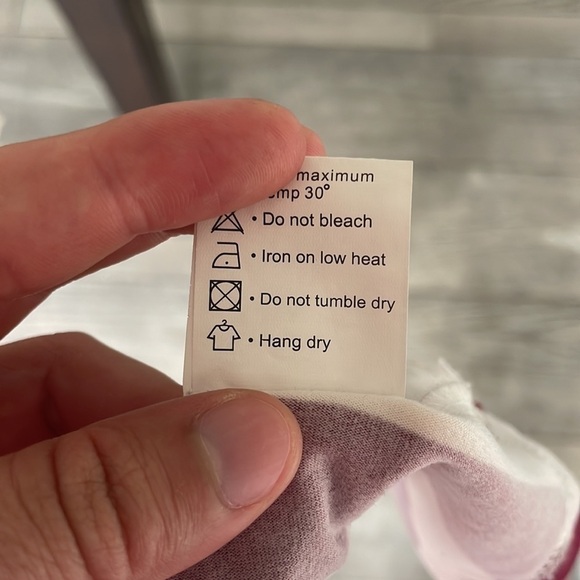 maximum
30°
• Do not bleach
• Iron on low heat
• Do not tumble dry
• Hang dry